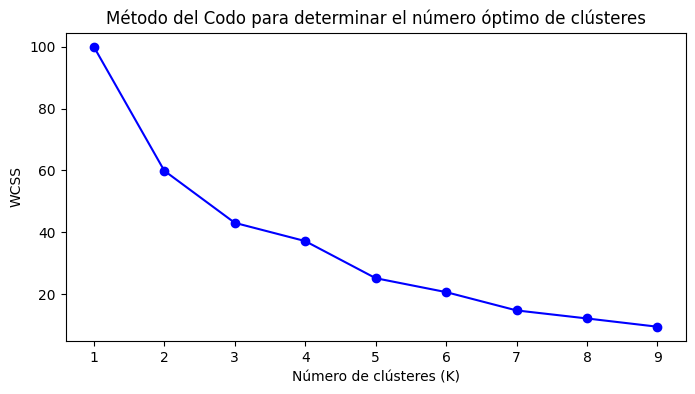 Método del Codo para determinar el número óptimo de clústeres
100
80
60
40
20
WCSS
1 2 3 4 5 6 7 8 9
Número de clústeres (K)